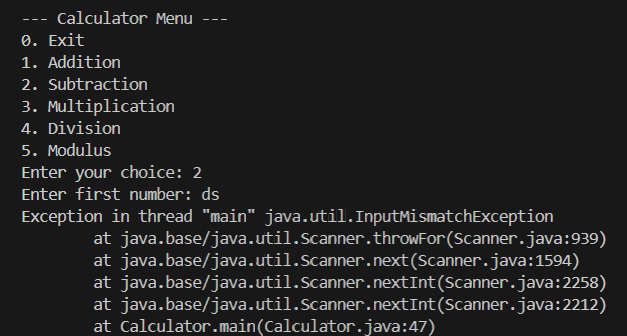 --- Calculator Menu ---
0. Exit
1. Addition
2. Subtraction
3. Multiplication
4. Division
5. Modulus
Enter your choice: 2
Enter first number: ds
Exception in thread "main" java.util.InputMismatchException
at java.base/java.util.Scanner.throwFor(Scanner.java:939)
at java.base/java.util.Scanner.next(Scanner.java:1594)
at java.base/java.util.Scanner.nextInt(Scanner.java:2258)
at java.base/java.util.Scanner.nextInt(Scanner.java:2212)
at Calculator.main(Calculator.java:47)